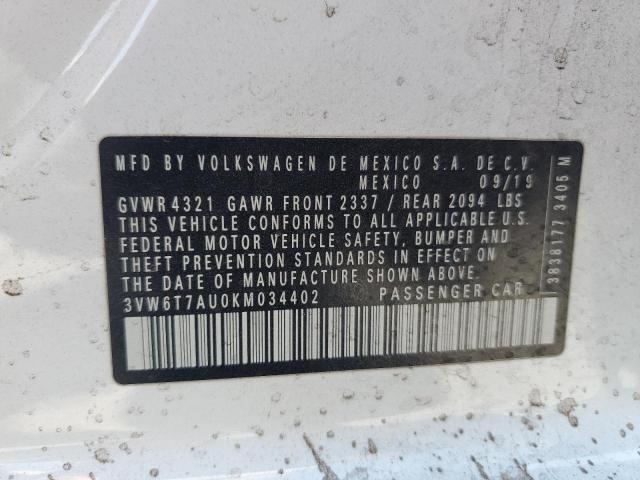 MFD BY VOLKSWAGEN DE MEXICO S.A. DE C.V.
MEXICO 09/19
GVWR 4321 GAWR FRONT 2337 / REAR 2094 LBS
THIS VEHICLE CONFORMS TO ALL APPLICABLE U.S.
FEDERAL MOTOR VEHICLE SAFETY, BUMPER AND
THEFT PREVENTION STANDARDS IN EFFECT ON
THE DATE OF MANUFACTURE SHOWN ABOVE.
3VW6T7AU0KM034402 PASSENGER CAR
3838177 3405 M